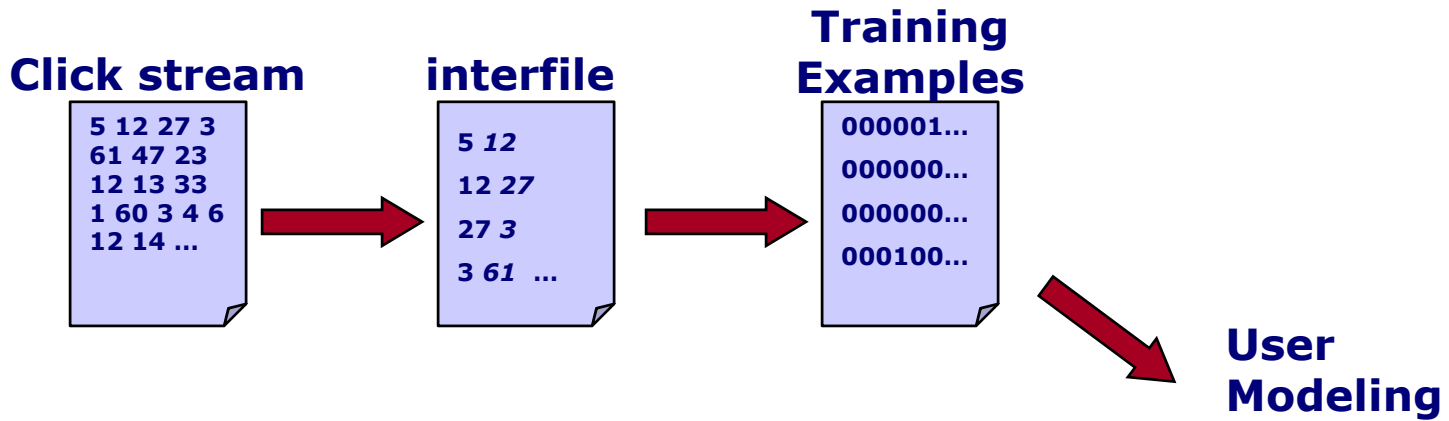 Click stream
5 12 27 3
61 47 23
12 13 33
1 60 3 4 6
12 14 ...
interfile
5 12
12 27
27 3
3 61 ...
Training
Examples
000001...
000000...
000000...
000100...
User
Modeling